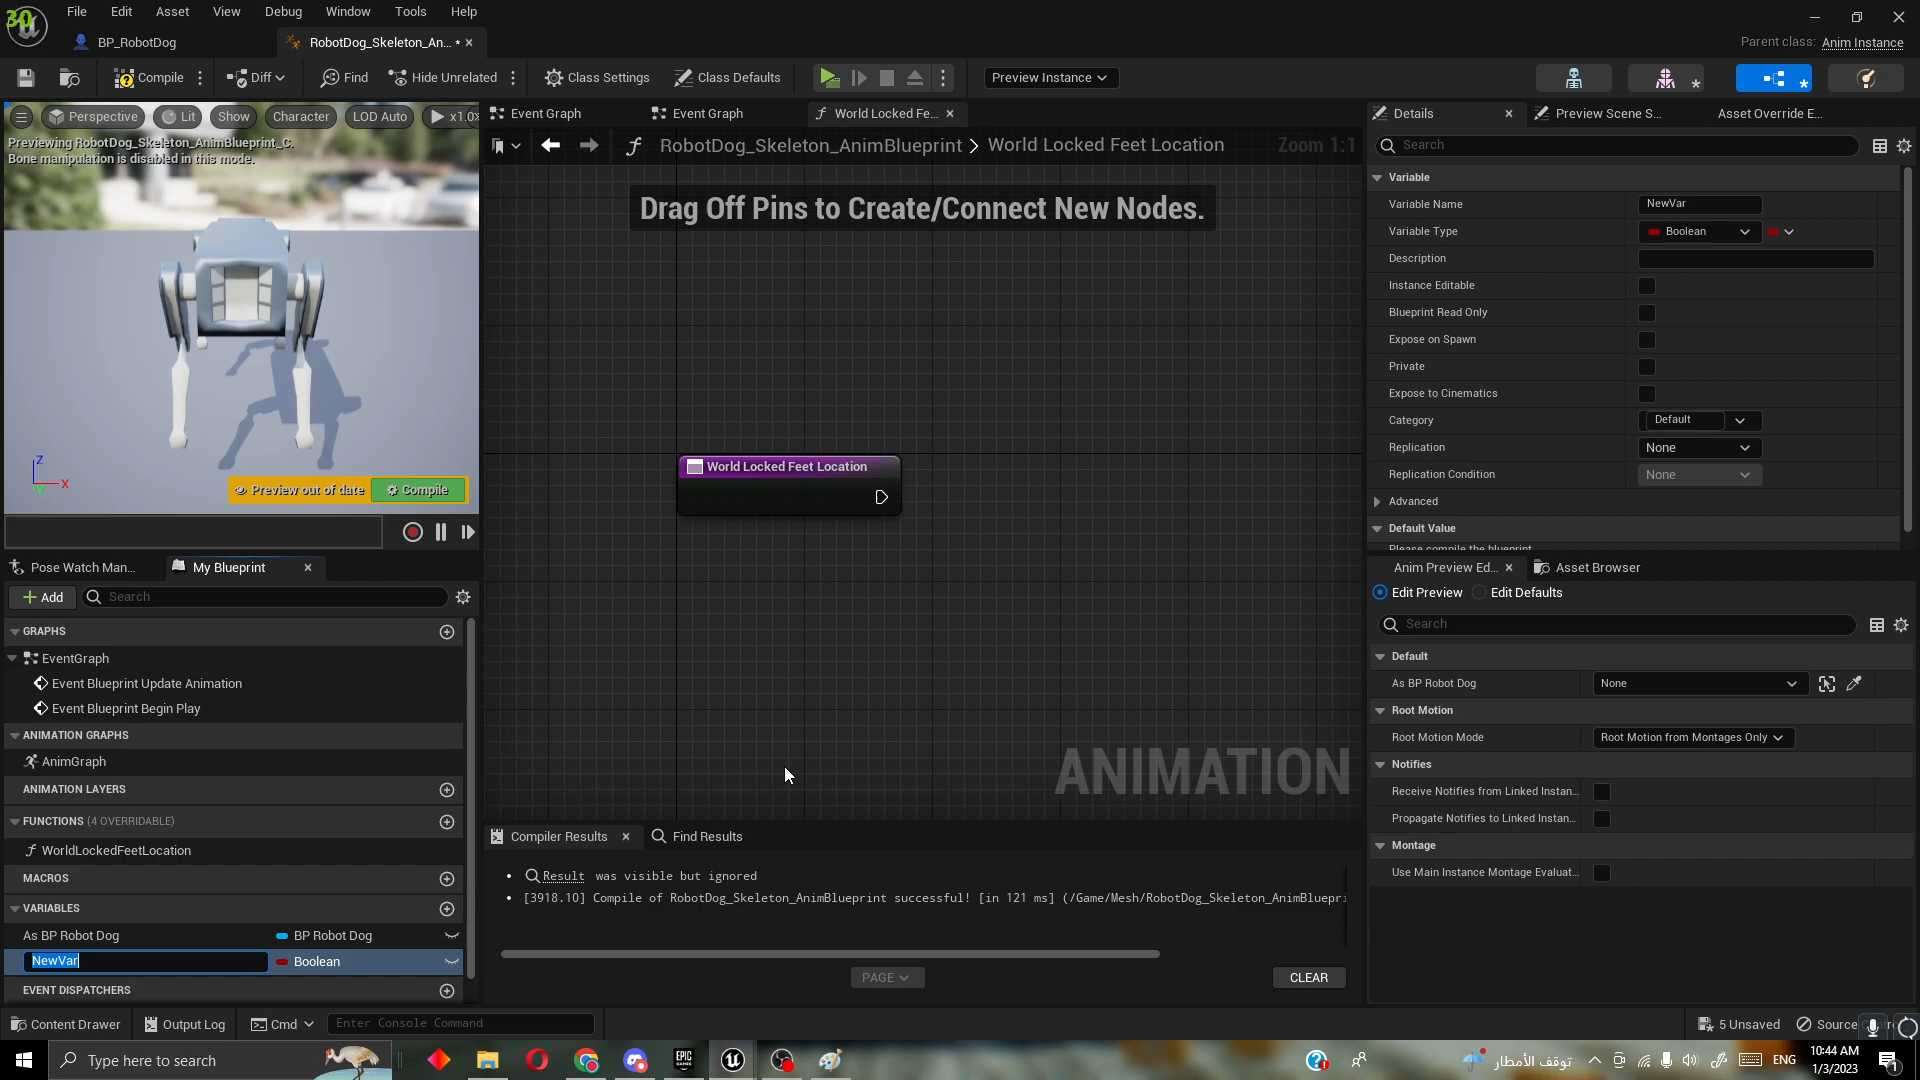 30
File Edit Asset View Debug Window Tools Help
BP_RobotDog
RobotDog_Skeleton_An... *
Parent class: Anim Instance
Compile
Diff
Find
Hide Unrelated
Class Settings
Class Defaults
Preview Instance
Perspective
Lit
Show
Character
LOD Auto
x1.0
Previewing RobotDog_Skeleton_AnimBlueprint_C.
Bone manipulation is disabled in this mode.
Z
X
Y
Preview out of date
Compile
Event Graph
Event Graph
World Locked Fe...
RobotDog_Skeleton_AnimBlueprint > World Locked Feet Location
Zoom 1:1
Drag Off Pins to Create/Connect New Nodes.
World Locked Feet Location
ANIMATION
Pose Watch Man...
My Blueprint
Add
Search
GRAPHS
EventGraph
Event Blueprint Update Animation
Event Blueprint Begin Play
ANIMATION GRAPHS
AnimGraph
ANIMATION LAYERS
FUNCTIONS (4 OVERRIDABLE)
WorldLockedFeetLocation
MACROS
VARIABLES
As BP Robot Dog
BP Robot Dog
NewVar
Boolean
EVENT DISPATCHERS
Compiler Results
Find Results
• Result was visible but ignored
• [3918.10] Compile of RobotDog_Skeleton_AnimBlueprint successful! [in 121 ms] (/Game/Mesh/RobotDog_Skeleton_AnimBluepri
PAGE
CLEAR
Details
Preview Scene S...
Asset Override E...
Search
Variable
Variable Name
NewVar
Variable Type
Boolean
Description
Instance Editable
Blueprint Read Only
Expose on Spawn
Private
Expose to Cinematics
Category
Default
Replication
None
Replication Condition
None
Advanced
Default Value
Please compile the blueprint
Anim Preview Ed...
Asset Browser
Edit Preview
Edit Defaults
Search
Default
As BP Robot Dog
None
Root Motion
Root Motion Mode
Root Motion from Montages Only
Notifies
Receive Notifies from Linked Instan...
Propagate Notifies to Linked Instan...
Montage
Use Main Instance Montage Evaluat...
Content Drawer
Output Log
Cmd
Enter Console Command
5 Unsaved
Source
Type here to search
EPIC
توقف الأمطار
ENG
10:44 AM
1/3/2023
1